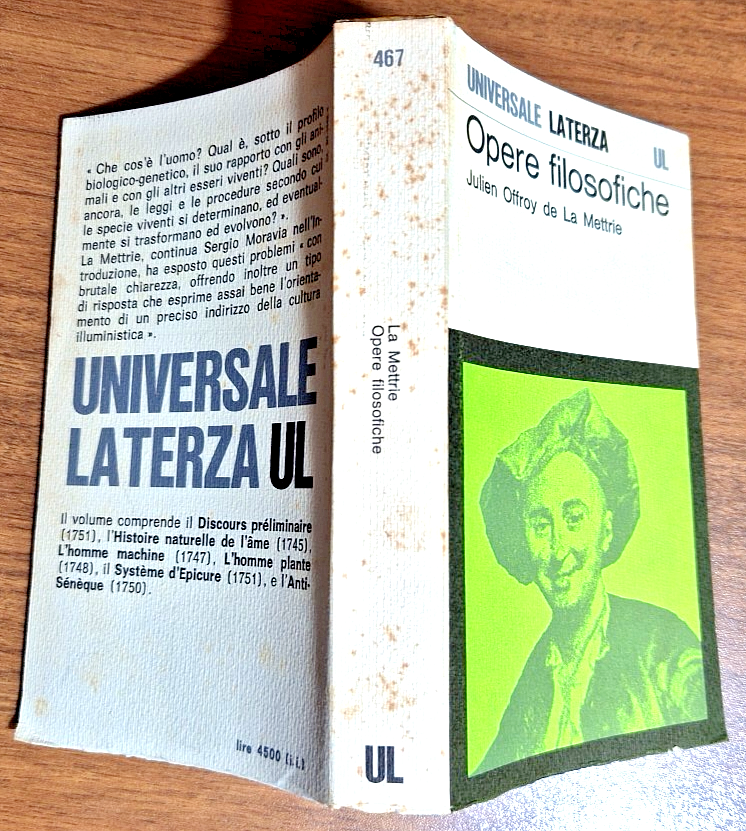 « Che cos'è l'uomo? Qual è, sotto il profilo
biologico-genetico, il suo rapporto con gli ani-
mali e con gli altri esseri viventi? Quali sono,
ancora, le leggi e le procedure secondo cui
le specie viventi si determinano, ed eventual-
mente si trasformano ed evolvono? ».
La Mettrie, continua Sergio Moravia nell'In-
troduzione, ha esposto questi problemi « con
brutale chiarezza, offrendo inoltre un tipo
di risposta che esprime assai bene l'orienta-
mento di un preciso indirizzo della cultura
illuministica ».
UNIVERSALE
LATERZA UL
Il volume comprende il Discours préliminaire
(1751), l'Histoire naturelle de l'âme (1745),
L'homme machine (1747), L'homme plante
(1748), il Système d'Epicure (1751), e l'Anti-
Sénèque (1750).
lire 4500 (i.i.)
467
La Mettrie
Opere filosofiche
UL
UNIVERSALE LATERZA UL
Opere filosofiche
Julien Offroy de La Mettrie